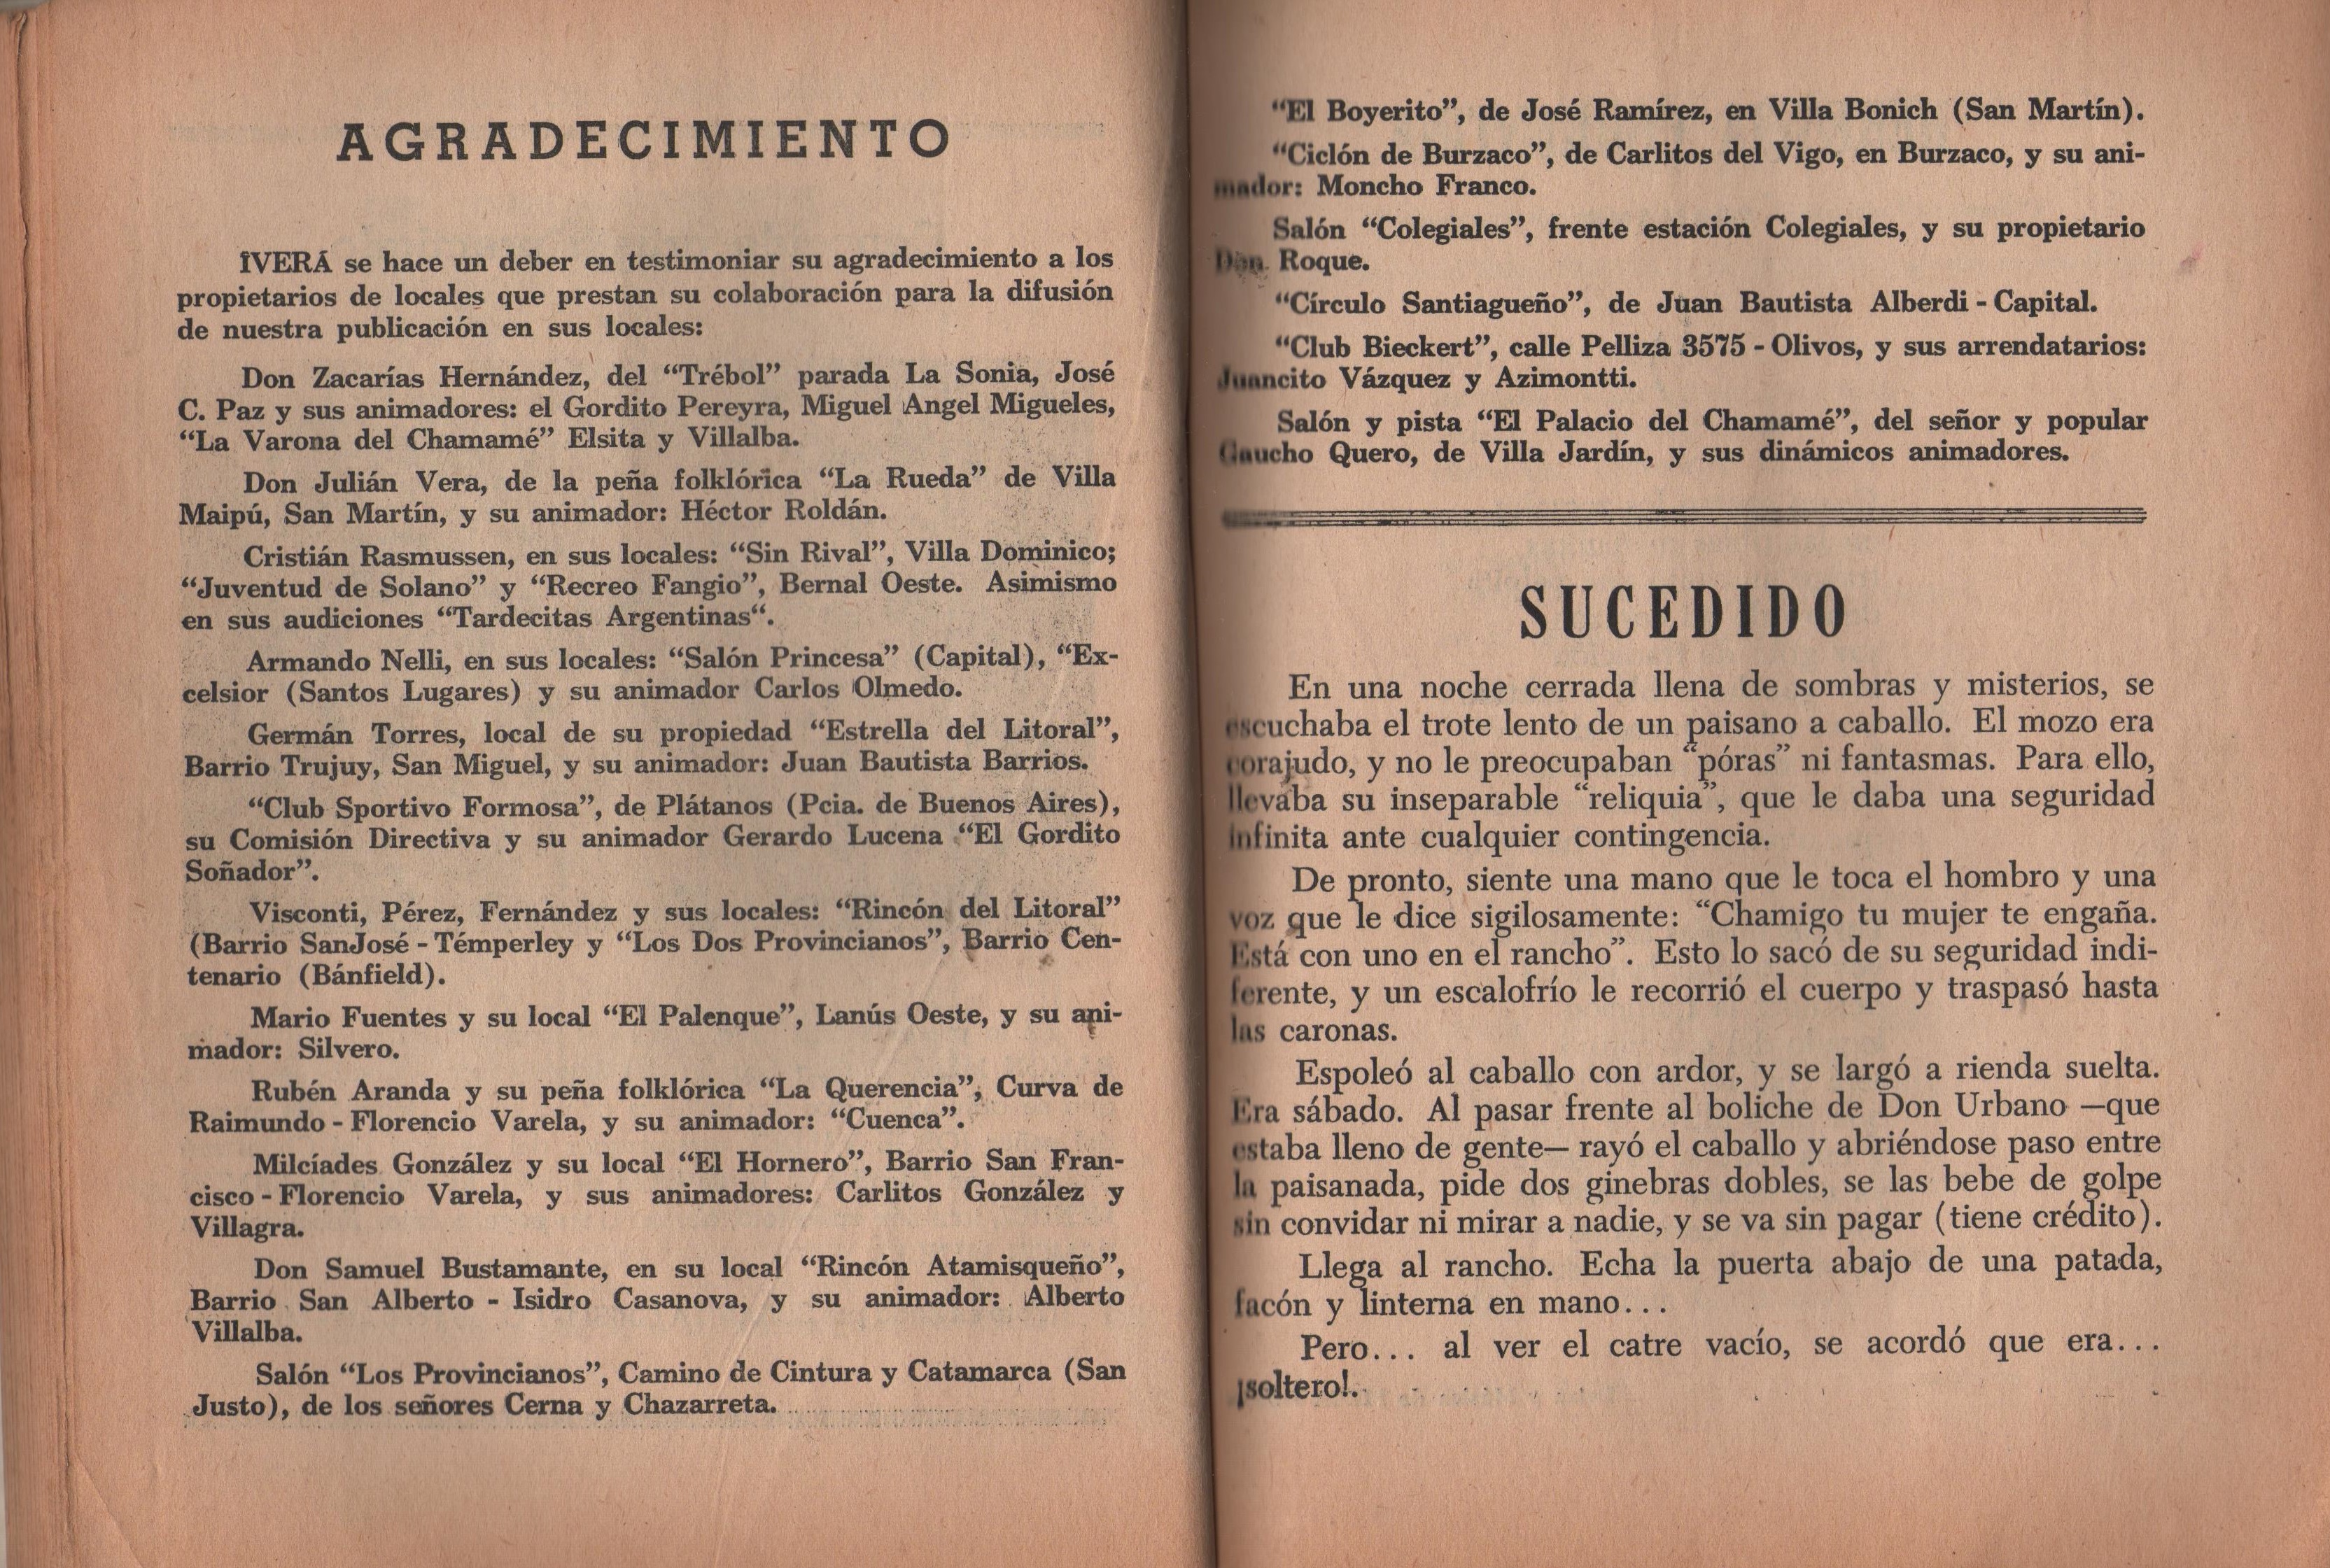 AGRADECIMIENTO
ÎVERÁ se hace un deber en testimoniar su agradecimiento a los
propietarios de locales que prestan su colaboración para la difusión
de nuestra publicación en sus locales:
Don Zacarías Hernández, del “Trébol” parada La Sonia, José
C. Paz y sus animadores: el Gordito Pereyra, Miguel Angel Migueles,
“La Varona del Chamamé” Elsita y Villalba.
Don Julián Vera, de la peña folklórica “La Rueda” de Villa
Maipú, San Martín, y su animador: Héctor Roldán.
Cristián Rasmussen, en sus locales: “Sin Rival”, Villa Dominico;
“Juventud de Solano” y “Recreo Fangio”, Bernal Oeste. Asimismo
en sus audiciones “Tardecitas Argentinas“.
Armando Nelli, en sus locales: “Salón Princesa” (Capital), “Ex-
celsior (Santos Lugares) y su animador Carlos Olmedo.
Germán Torres, local de su propiedad “Estrella del Litoral”,
Barrio Trujuy, San Miguel, y su animador: Juan Bautista Barrios.
“Club Sportivo Formosa”, de Plátanos (Pcia. de Buenos Aires),
su Comisión Directiva y su animador Gerardo Lucena “El Gordito
Soñador”.
Visconti, Pérez, Fernández y sus locales: “Rincón del Litoral”
(Barrio SanJosé - Témperley y “Los Dos Provincianos”, Barrio Cen-
tenario (Bánfield).
Mario Fuentes y su local “El Palenque”, Lanús Oeste, y su ani-
mador: Silvero.
Rubén Aranda y su peña folklórica “La Querencia”, Curva de
Raimundo - Florencio Varela, y su animador: “Cuenca”.
Milcíades González y su local “El Hornero”, Barrio San Fran-
cisco - Florencio Varela, y sus animadores: Carlitos González y
Villagra.
Don Samuel Bustamante, en su local “Rincón Atamisqueño”,
Barrio San Alberto - Isidro Casanova, y su animador: Alberto
Villalba.
Salón “Los Provincianos”, Camino de Cintura y Catamarca (San
Justo), de los señores Cerna y Chazarreta.
“El Boyerito”, de José Ramírez, en Villa Bonich (San Martín).
“Ciclón de Burzaco”, de Carlitos del Vigo, en Burzaco, y su ani-
mador: Moncho Franco.
Salón “Colegiales”, frente estación Colegiales, y su propietario
Don Roque.
“Círculo Santiagueño”, de Juan Bautista Alberdi - Capital.
“Club Bieckert”, calle Pelliza 3575 - Olivos, y sus arrendatarios:
Juancito Vázquez y Azimontti.
Salón y pista “El Palacio del Chamamé”, del señor y popular
Gaucho Quero, de Villa Jardín, y sus dinámicos animadores.
SUCEDIDO
En una noche cerrada llena de sombras y misterios, se
escuchaba el trote lento de un paisano a caballo. El mozo era
corajudo, y no le preocupaban “póras” ni fantasmas. Para ello,
llevaba su inseparable “reliquia”, que le daba una seguridad
infinita ante cualquier contingencia.
De pronto, siente una mano que le toca el hombro y una
voz que le dice sigilosamente: “Chamigo tu mujer te engaña.
Está con uno en el rancho”. Esto lo sacó de su seguridad indi-
ferente, y un escalofrío le recorrió el cuerpo y traspasó hasta
las caronas.
Espoleó al caballo con ardor, y se largó a rienda suelta.
Era sábado. Al pasar frente al boliche de Don Urbano —que
estaba lleno de gente— rayó el caballo y abriéndose paso entre
la paisanada, pide dos ginebras dobles, se las bebe de golpe
sin convidar ni mirar a nadie, y se va sin pagar (tiene crédito).
Llega al rancho. Echa la puerta abajo de una patada,
facón y linterna en mano...
Pero... al ver el catre vacío, se acordó que era...
¡soltero!.